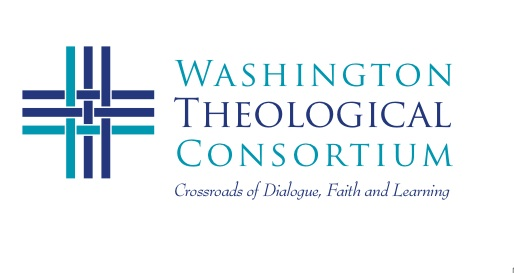 WASHINGTON
THEOLOGICAL
CONSORTIUM
Crossroads of Dialogue, Faith and Learning